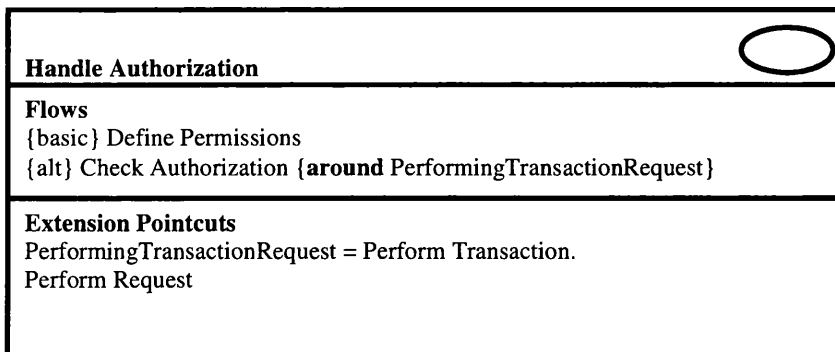 Handle Authorization
Flows
{basic} Define Permissions
{alt} Check Authorization {around PerformingTransactionRequest}
Extension Pointcuts
PerformingTransactionRequest = Perform Transaction.
Perform Request